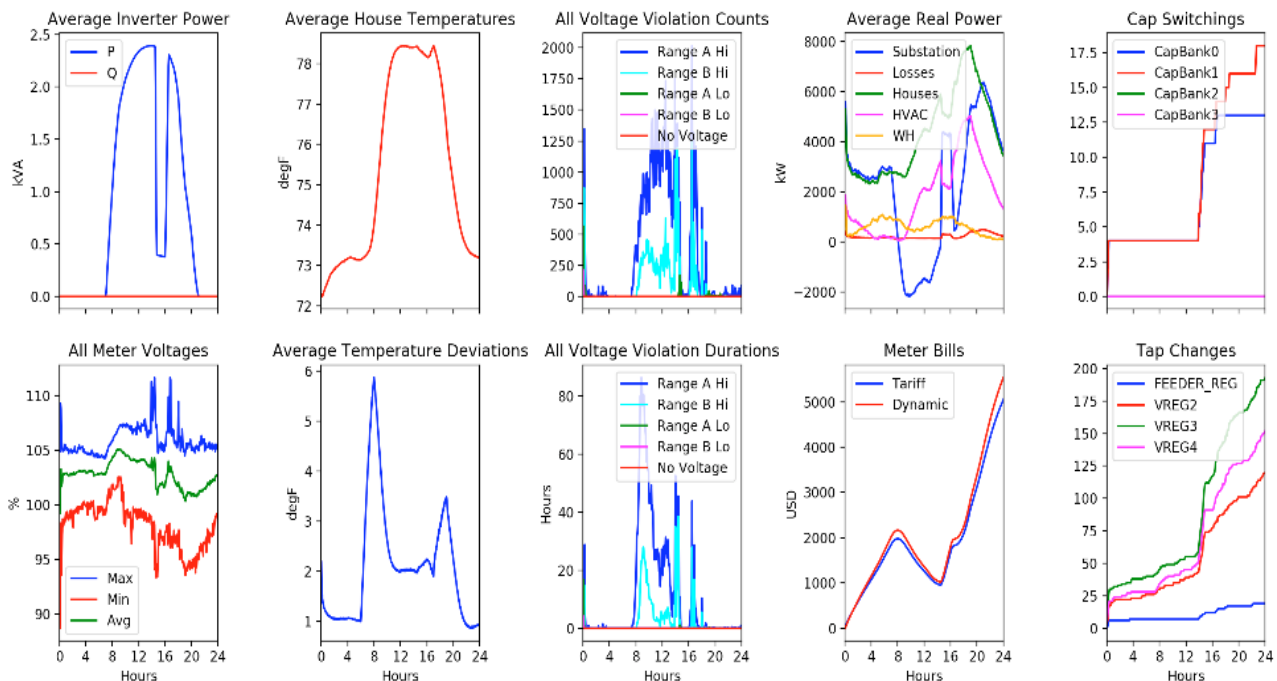 Average Inverter Power
Average House Temperatures
All Voltage Violation Counts
Average Real Power
Cap Switchings
2.5
2.0
1.5
1.0
0.5
0.0
kVA
P
Q
78
77
76
75
74
73
72
degF
2000
1750
1500
1250
1000
750
500
250
0
Range A Hi
Range B Hi
Range A Lo
Range B Lo
No Voltage
8000
6000
4000
2000
0
−2000
kW
Substation
Losses
Houses
HVAC
WH
17.5
15.0
12.5
10.0
7.5
5.0
2.5
0.0
CapBank0
CapBank1
CapBank2
CapBank3
All Meter Voltages
Average Temperature Deviations
All Voltage Violation Durations
Meter Bills
Tap Changes
110
105
100
95
90
%
Max
Min
Avg
0 4 8 12 16 20 24
Hours
6
5
4
3
2
1
degF
0 4 8 12 16 20 24
Hours
80
60
40
20
0
Hours
Range A Hi
Range B Hi
Range A Lo
Range B Lo
No Voltage
0 4 8 12 16 20 24
Hours
5000
4000
3000
2000
1000
0
USD
Tariff
Dynamic
0 4 8 12 16 20 24
Hours
200
175
150
125
100
75
50
25
0
FEEDER_REG
VREG2
VREG3
VREG4
0 4 8 12 16 20 24
Hours